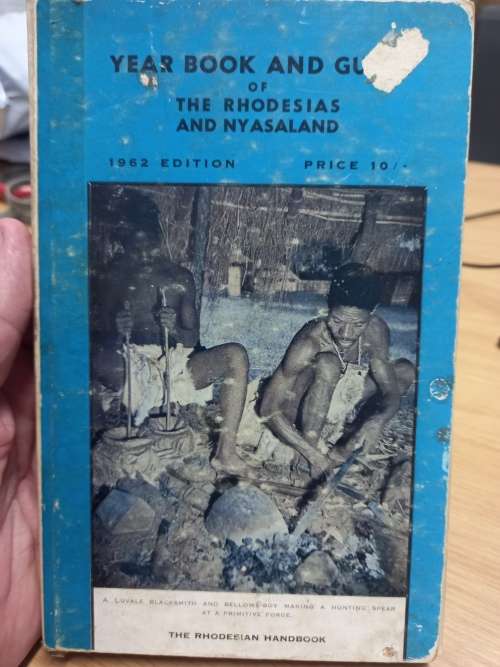 YEAR BOOK AND GU
OF
THE RHODESIAS
AND NYASALAND
1962 EDITION PRICE 10/-
A LOVALE BLACKSMITH AND BELLOWS-BOY MAKING A HUNTING SPEAR
AT A PRIMITIVE FORGE.
THE RHODESIAN HANDBOOK